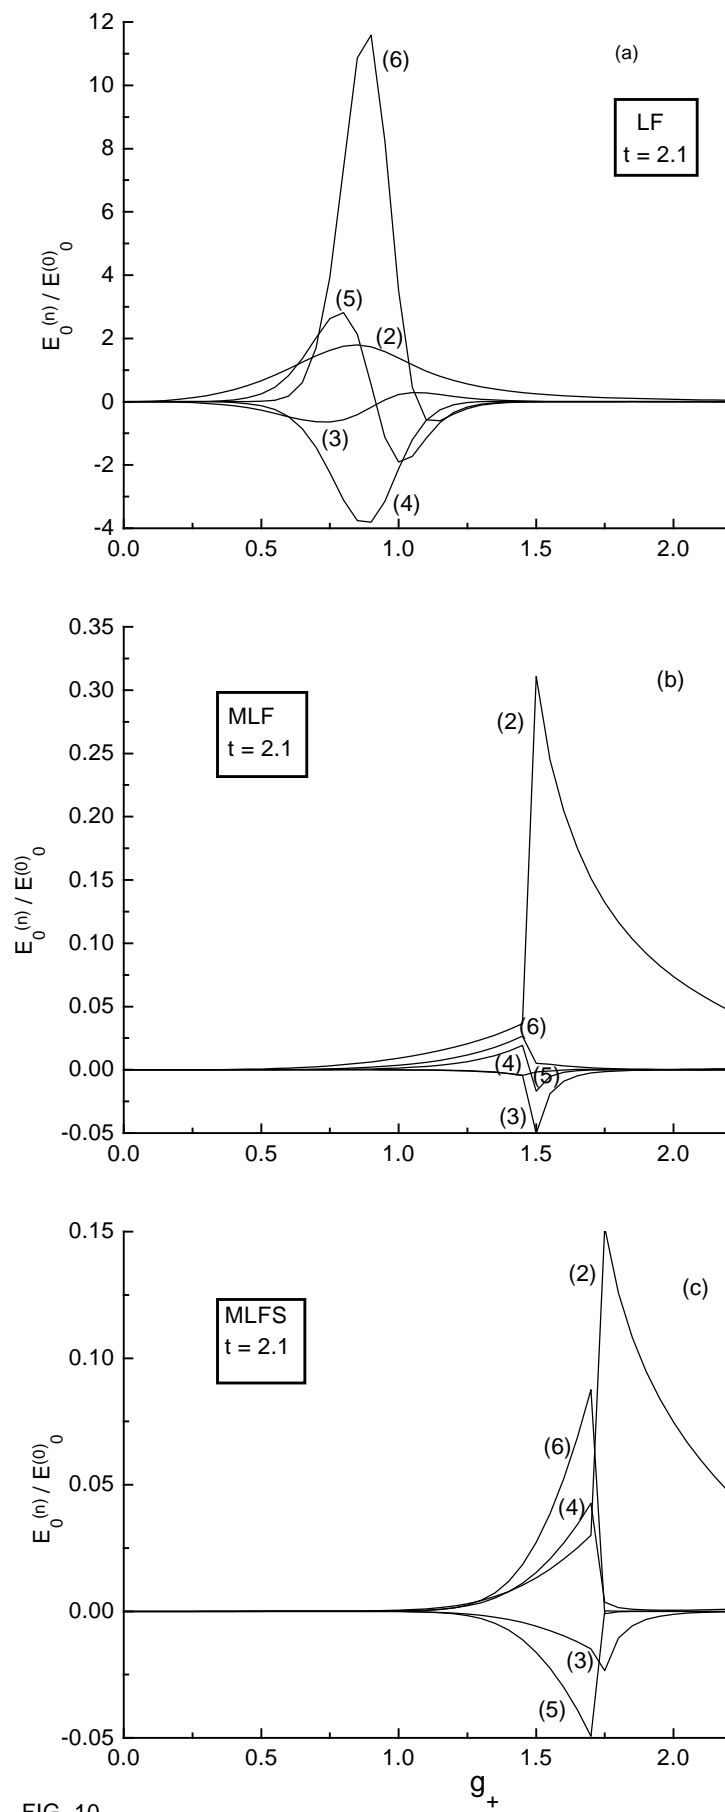 12
10
8
6
4
2
0
-2
-4
E₀⁽ⁿ⁾ / E⁽⁰⁾₀
(a)
LF
t = 2.1
(6)
(5)
(2)
(3)
(4)
0.0 0.5 1.0 1.5 2.0
0.35
0.30
0.25
0.20
0.15
0.10
0.05
0.00
-0.05
E₀⁽ⁿ⁾ / E⁽⁰⁾₀
(b)
MLF
t = 2.1
(2)
(6)
(4)
(5)
(3)
0.0 0.5 1.0 1.5 2.0
0.15
0.10
0.05
0.00
-0.05
E₀⁽ⁿ⁾ / E⁽⁰⁾₀
(c)
MLFS
t = 2.1
(2)
(6)
(4)
(3)
(5)
0.0 0.5 1.0 1.5 2.0
g₊
FIG. 10